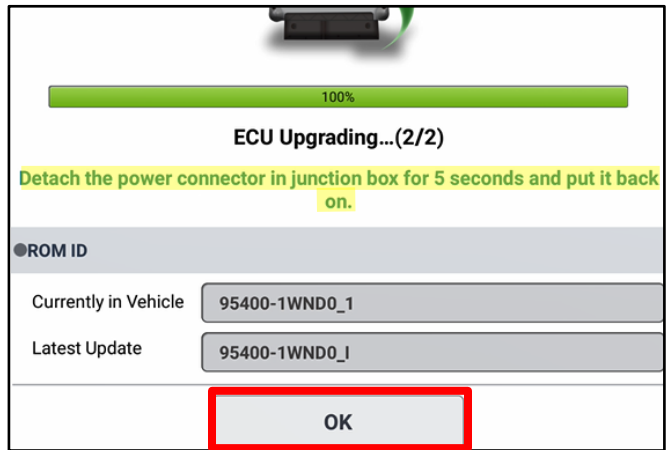 100%
ECU Upgrading...(2/2)
Detach the power connector in junction box for 5 seconds and put it back
on.
ROM ID
Currently in Vehicle 95400-1WND0_1
Latest Update 95400-1WND0_I
OK